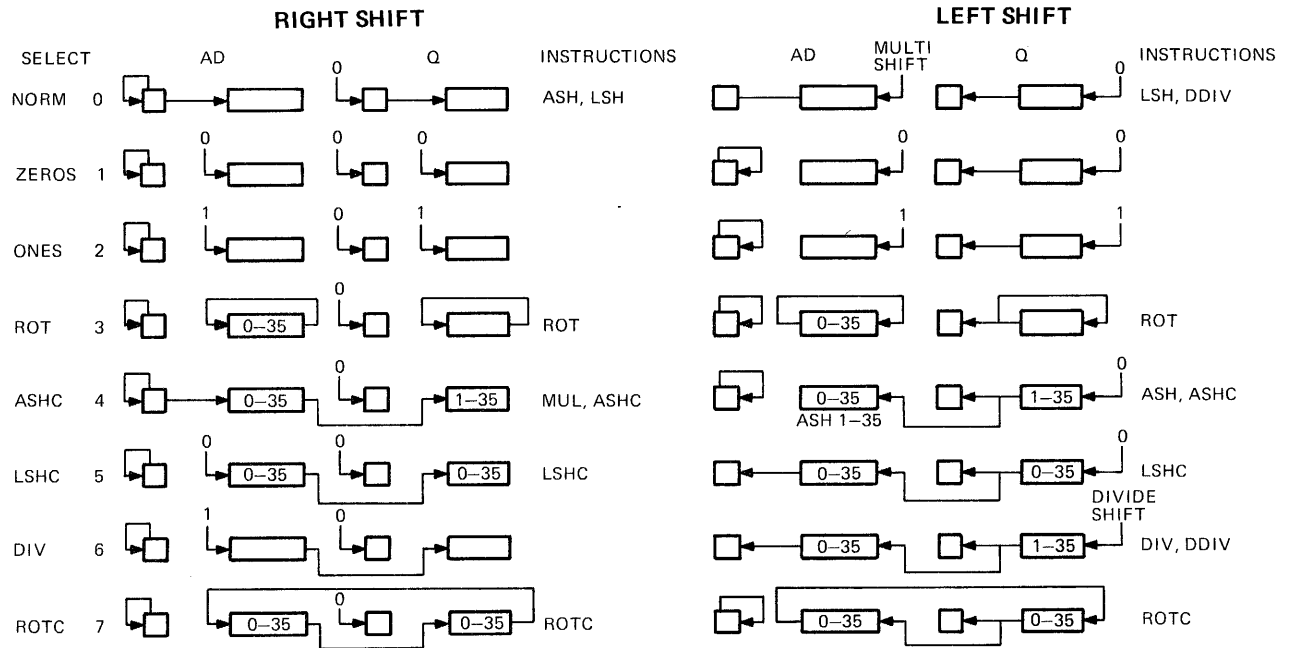 RIGHT SHIFT LEFT SHIFT
SELECT AD 0 Q INSTRUCTIONS AD MULTI SHIFT Q 0 INSTRUCTIONS
NORM 0 ASH, LSH LSH, DDIV
0 0 0 0 0
ZEROS 1
1 0 1 1 1
ONES 2
0
ROT 3 0–35 ROT 0–35 ROT
0 0
ASHC 4 0–35 1–35 MUL, ASHC 0–35 1–35 ASH, ASHC
ASH 1–35
0 0 0
LSHC 5 0–35 0–35 LSHC 0–35 0–35 LSHC
DIVIDE
SHIFT
1 0
DIV 6 0–35 1–35 DIV, DDIV
0
ROTC 7 0–35 0–35 ROTC 0–35 0–35 ROTC